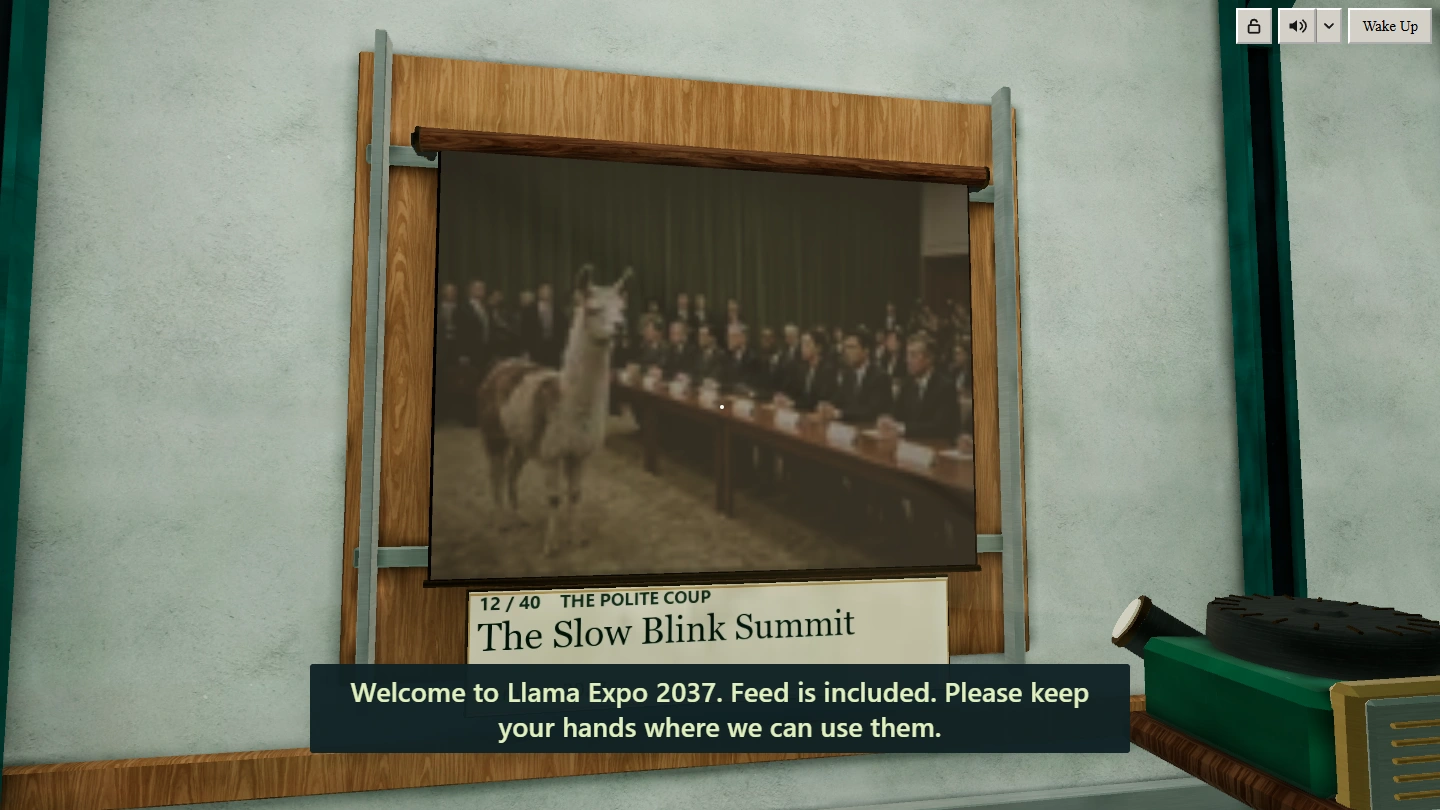 Wake Up
12 / 40 THE POLITE COUP
The Slow Blink Summit
Welcome to Llama Expo 2037. Feed is included. Please keep
your hands where we can use them.